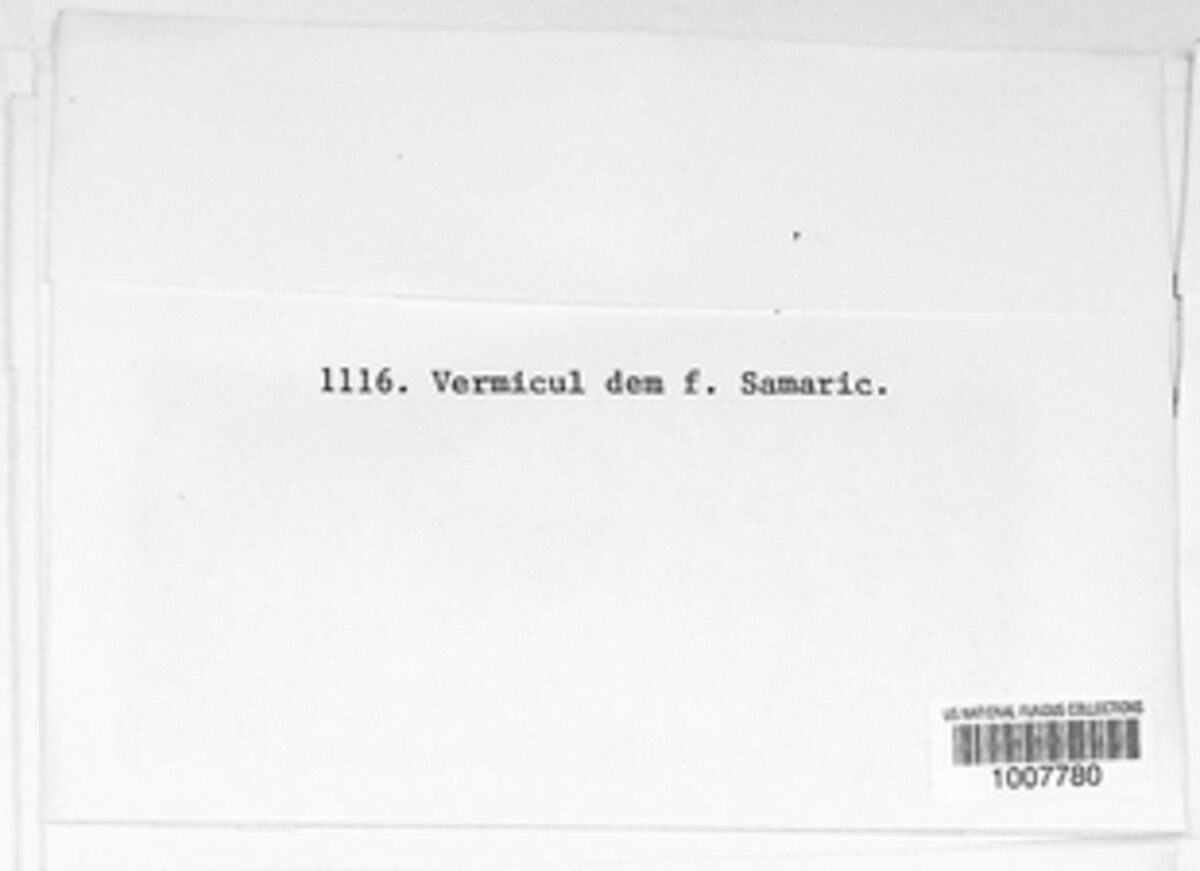 1116. Vermicul dem f. Samaric.
US NATIONAL FUNGUS COLLECTIONS
1007780